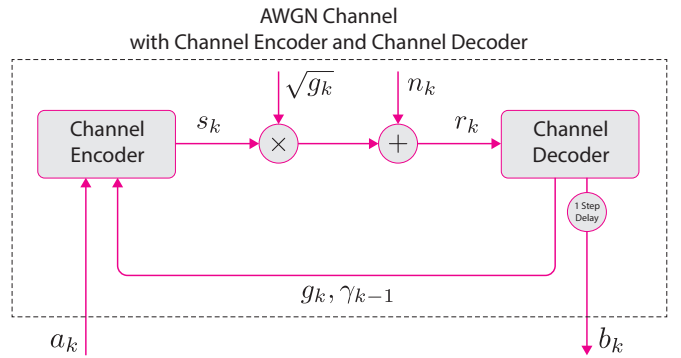 AWGN Channel
with Channel Encoder and Channel Decoder
√g_k
n_k
Channel
Encoder
s_k
×
+
r_k
Channel
Decoder
1 Step
Delay
g_k, γ_{k−1}
a_k
b_k